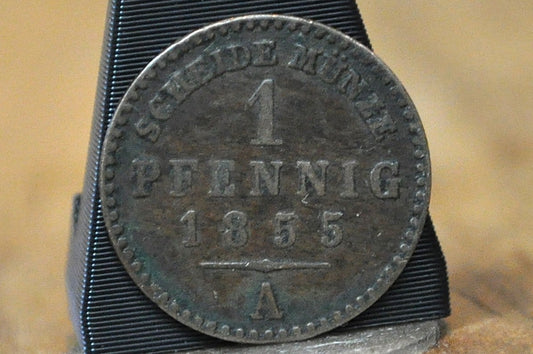 SCHEIDE MÜNZE
1
PFENNIG
1855
A